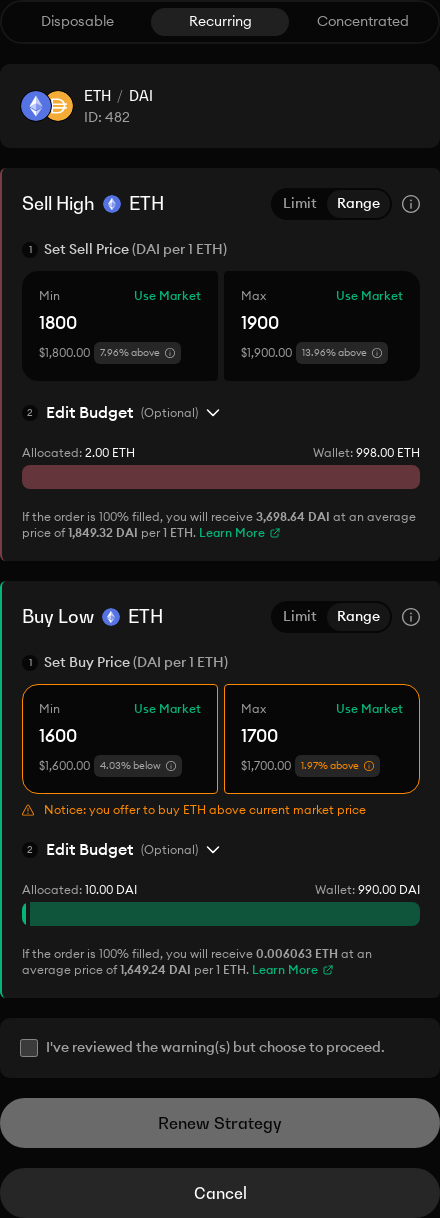 Disposable Recurring Concentrated
ETH / DAI
ID: 482
Sell High ETH Limit Range
1 Set Sell Price (DAI per 1 ETH)
Min Use Market Max Use Market
1800 1900
$1,800.00 7.96% above $1,900.00 13.96% above
2 Edit Budget (Optional)
Allocated: 2.00 ETH Wallet: 998.00 ETH
If the order is 100% filled, you will receive 3,698.64 DAI at an average
price of 1,849.32 DAI per 1 ETH. Learn More
Buy Low ETH Limit Range
1 Set Buy Price (DAI per 1 ETH)
Min Use Market Max Use Market
1600 1700
$1,600.00 4.03% below $1,700.00 1.97% above
Notice: you offer to buy ETH above current market price
2 Edit Budget (Optional)
Allocated: 10.00 DAI Wallet: 990.00 DAI
If the order is 100% filled, you will receive 0.006063 ETH at an
average price of 1,649.24 DAI per 1 ETH. Learn More
I've reviewed the warning(s) but choose to proceed.
Renew Strategy
Cancel